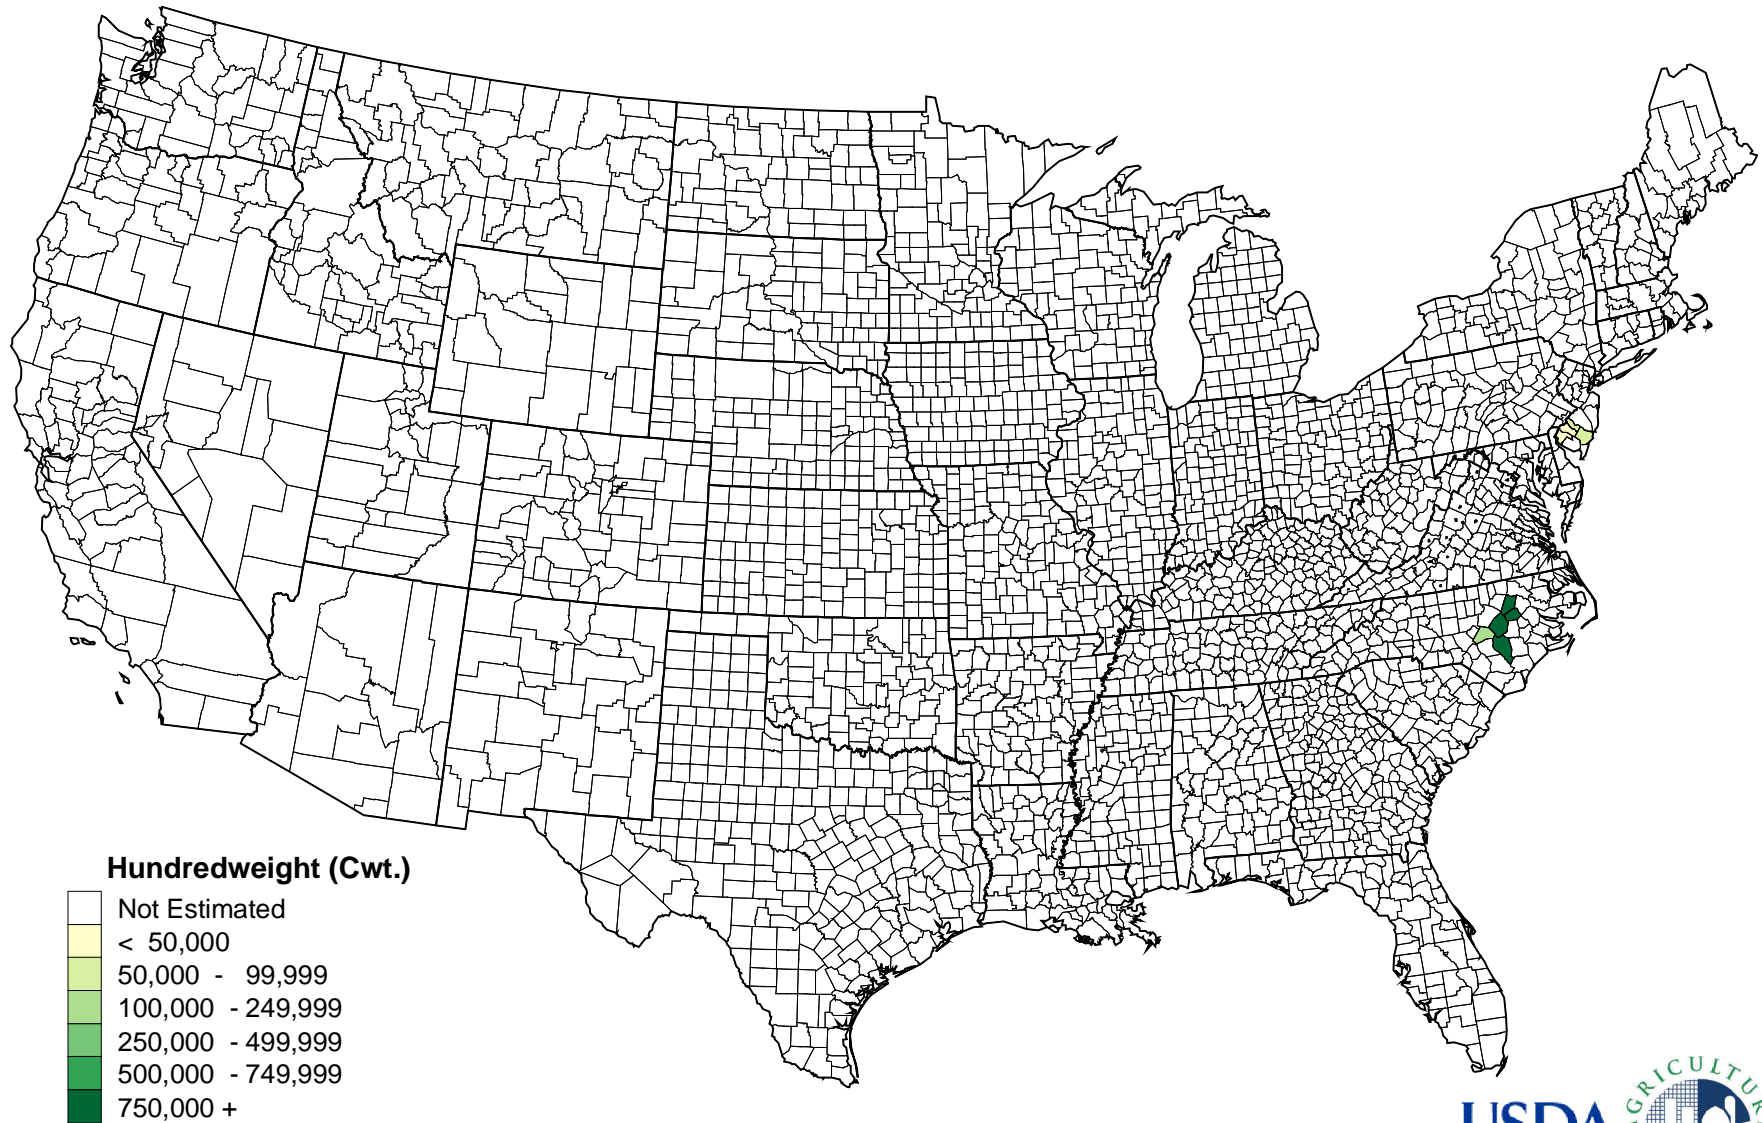 Hundredweight (Cwt.)
Not Estimated
< 50,000
50,000 - 99,999
100,000 - 249,999
250,000 - 499,999
500,000 - 749,999
750,000 +
USDA